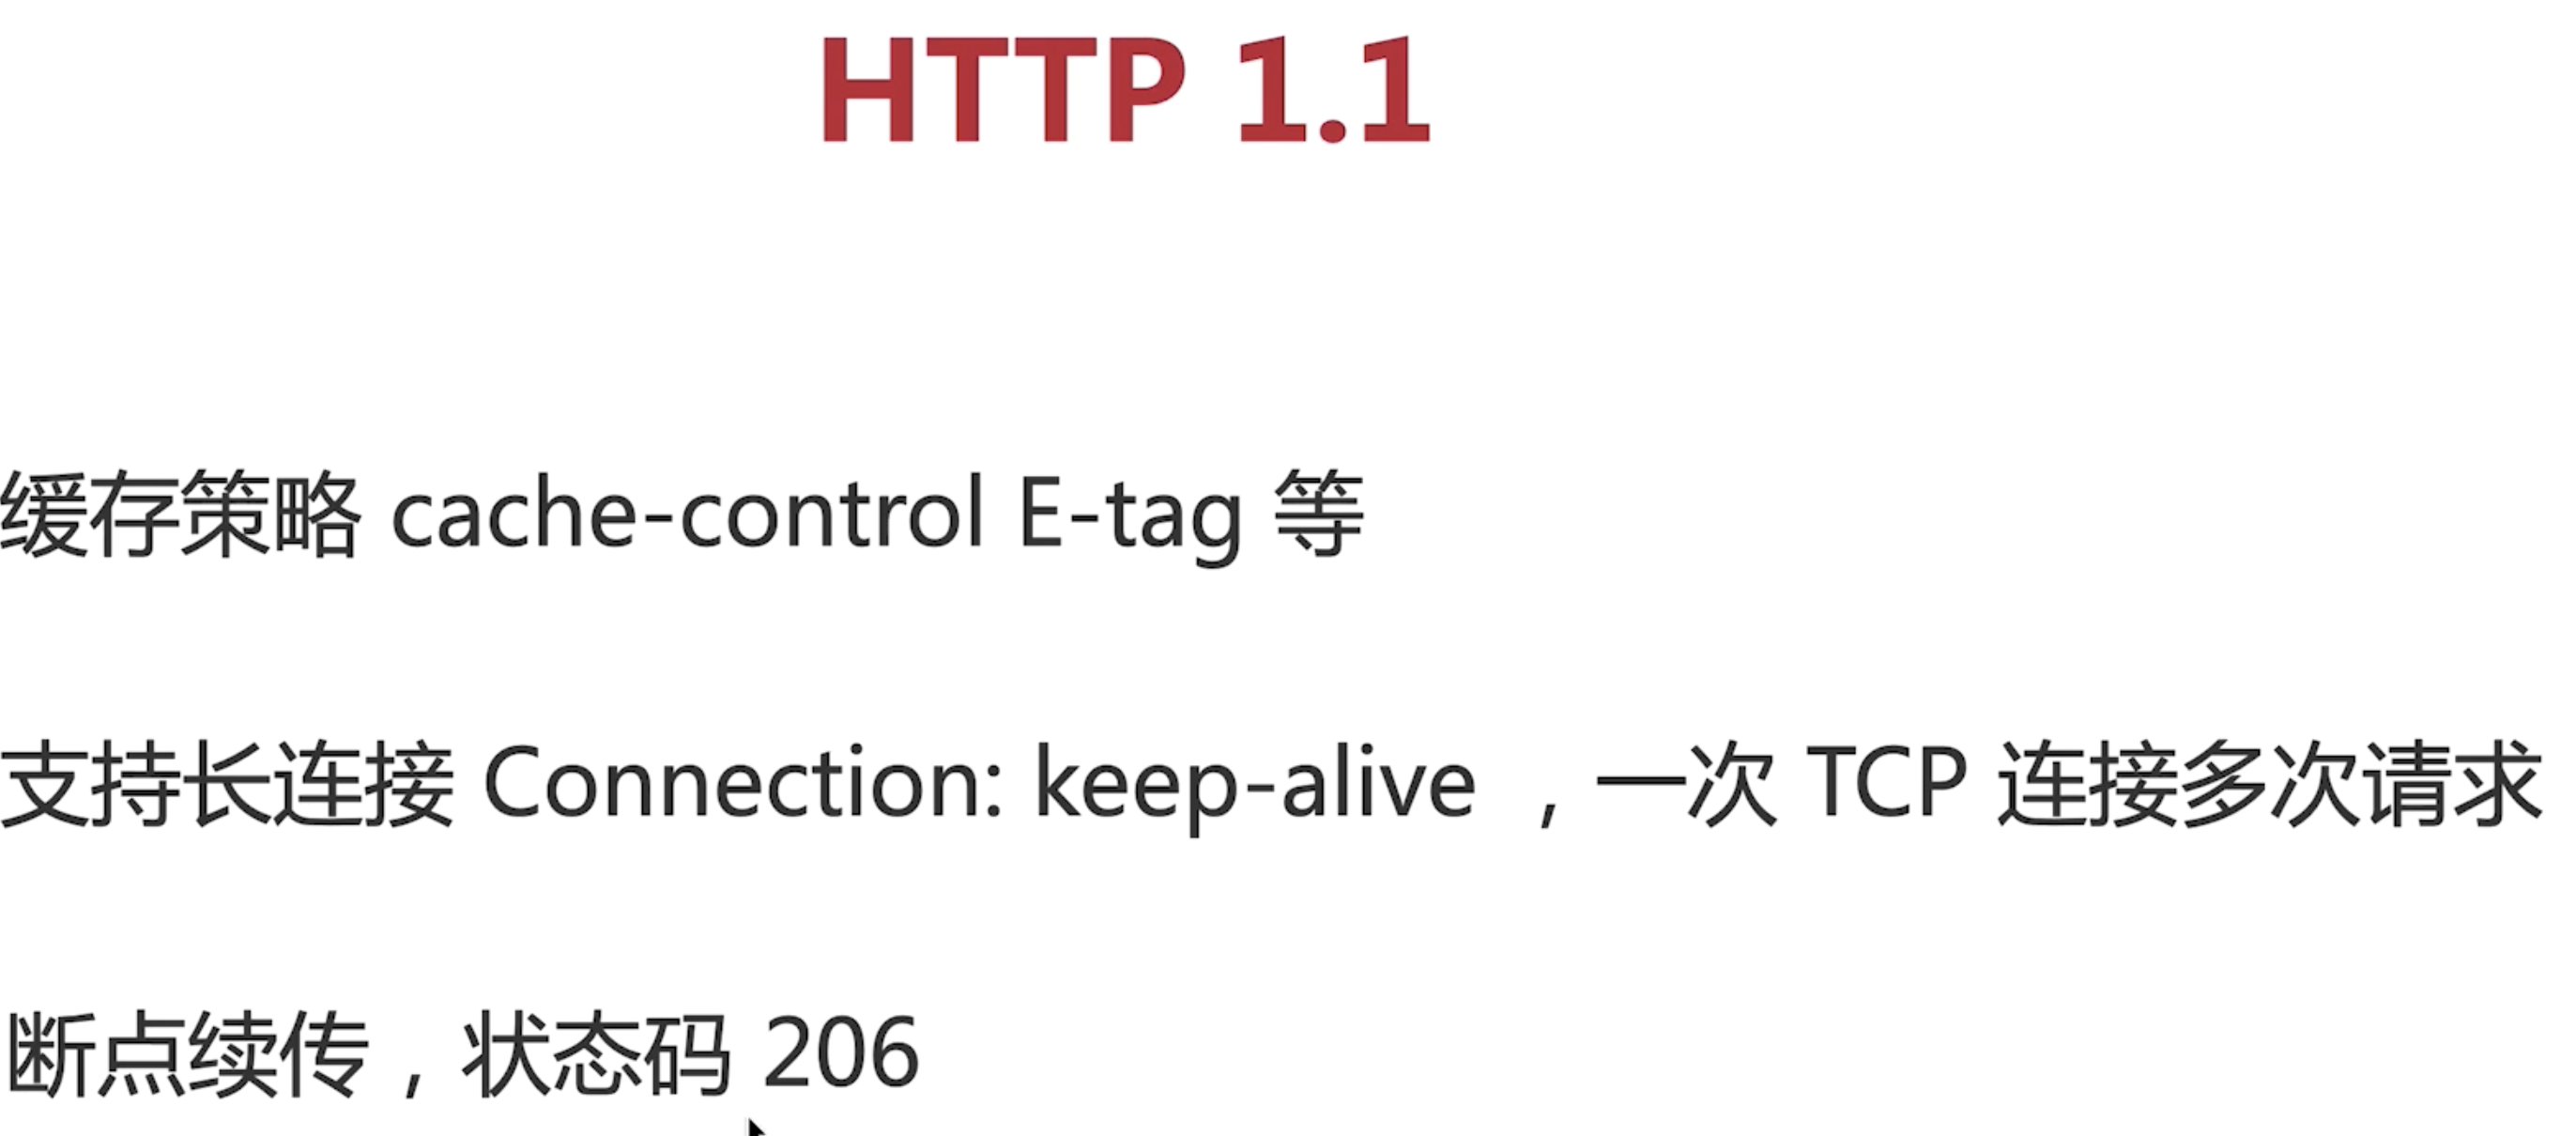 HTTP 1.1
缓存策略 cache-control E-tag 等
支持长连接 Connection: keep-alive ，一次 TCP 连接多次请求
断点续传，状态码 206